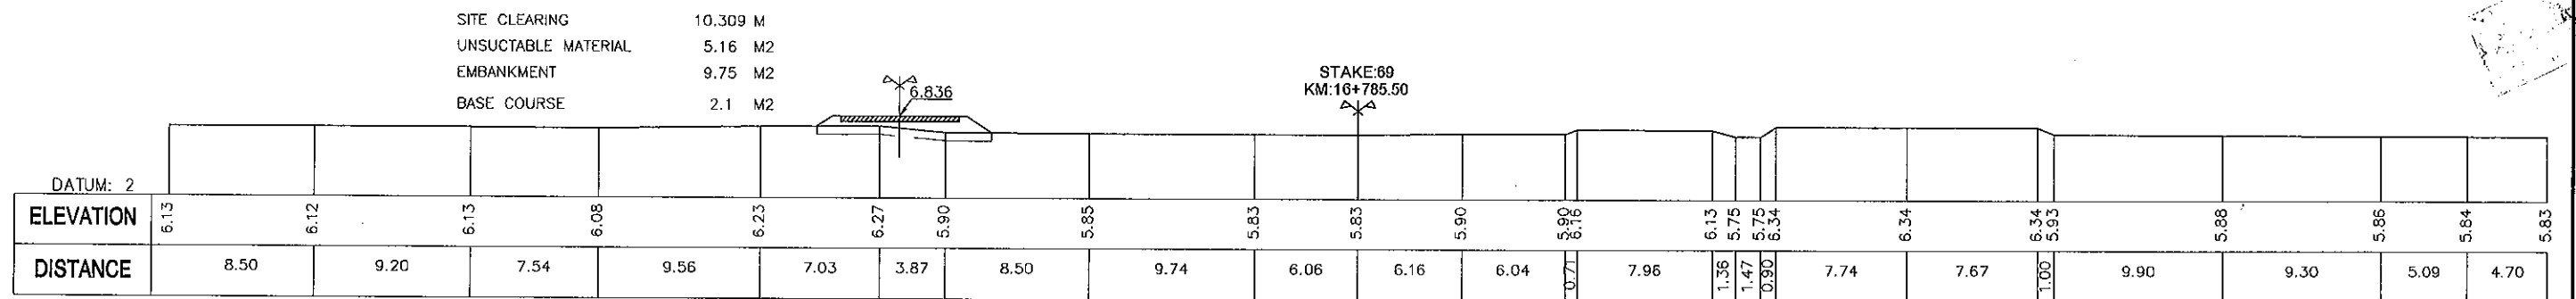 SITE CLEARING 10.309 M
UNSUCTABLE MATERIAL 5.16 M2
EMBANKMENT 9.75 M2
BASE COURSE 2.1 M2
6.836
STAKE:69
KM:16+785.50
DATUM: 2
ELEVATION 6.13 6.12 6.13 6.08 6.23 6.27 5.90 5.85 5.83 5.83 5.90 5.90 6.16 6.13 5.75 5.75 6.34 6.34 6.34 5.93 5.88 5.86 5.84 5.83
DISTANCE 8.50 9.20 7.54 9.56 7.03 3.87 8.50 9.74 6.06 6.16 6.04 0.71 7.96 1.36 1.47 0.90 7.74 7.67 1.00 9.90 9.30 5.09 4.70